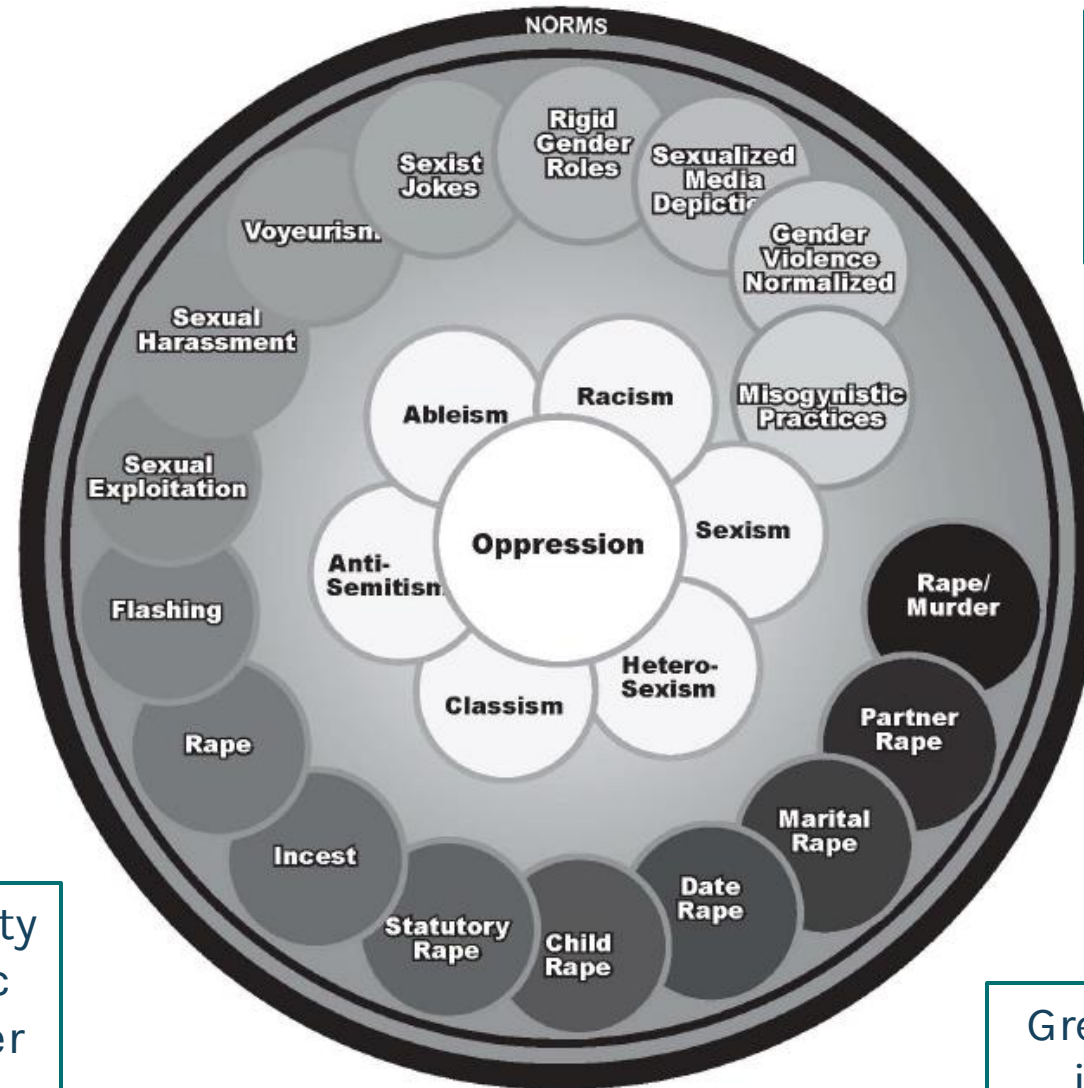 NORMS
Rigid
Gender
Roles
Sexualized
Media
Gender
Violence
Normalized
Misogynistic
Practices
Sexist
Jokes
Sexual
Harassment
Sexual
Exploitation
Flashing
Rape
Incest
Statutory
Rape
Child
Rape
Date
Rape
Marital
Rape
Partner
Rape
Rape/
Murder
Ableism
Racism
Sexism
Hetero-
Sexism
Classism
Anti-
Oppression